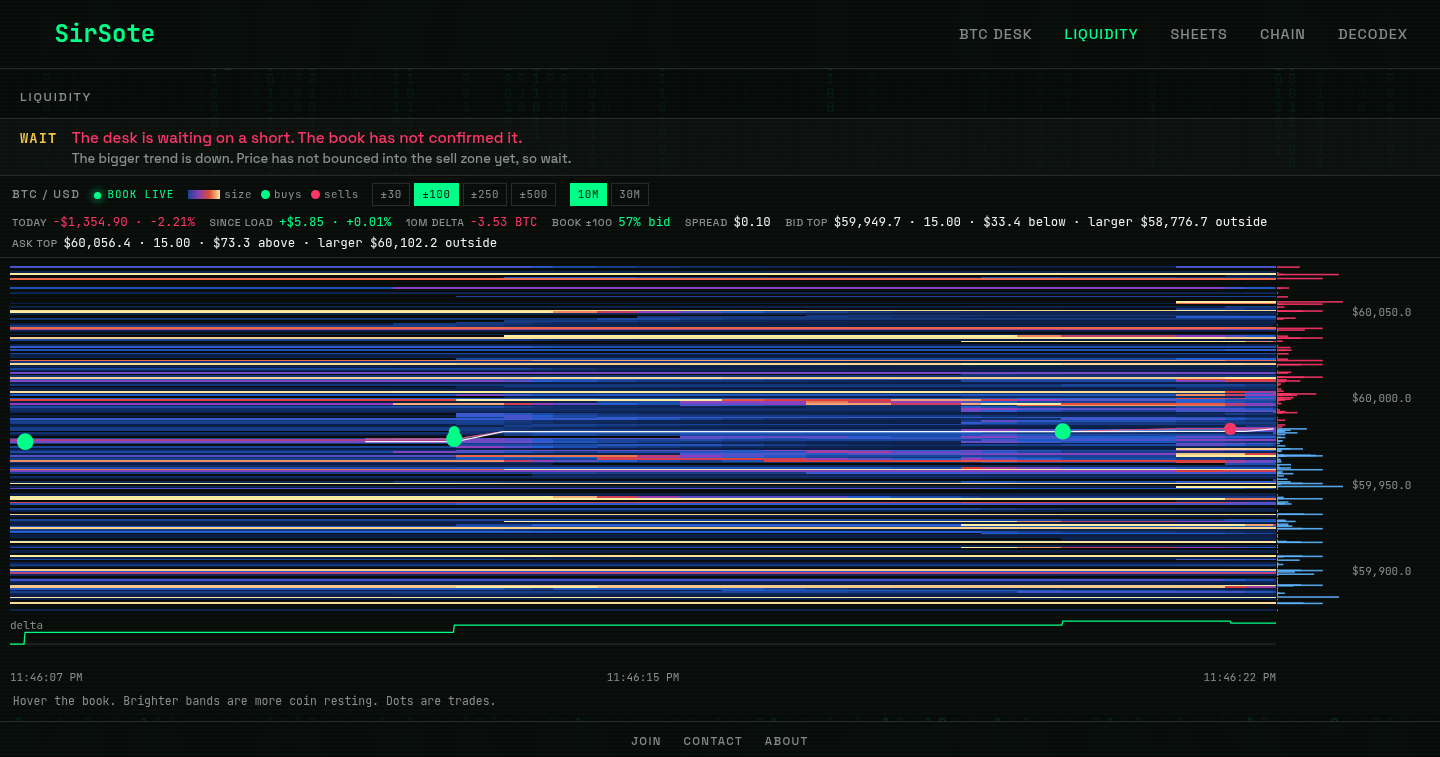 SirSote
BTC DESK LIQUIDITY SHEETS CHAIN DECODEX
LIQUIDITY
WAIT The desk is waiting on a short. The book has not confirmed it.
The bigger trend is down. Price has not bounced into the sell zone yet, so wait.
BTC / USD BOOK LIVE size buys sells ±30 ±100 ±250 ±500 10M 30M
TODAY -$1,354.90 · -2.21% SINCE LOAD +$5.85 · +0.01% 10M DELTA -3.53 BTC BOOK ±100 57% bid SPREAD $0.10 BID TOP $59,949.7 · 15.00 · $33.4 below · larger $58,776.7 outside
ASK TOP $60,056.4 · 15.00 · $73.3 above · larger $60,102.2 outside
$60,050.0
$60,000.0
$59,950.0
$59,900.0
delta
11:46:07 PM 11:46:15 PM 11:46:22 PM
Hover the book. Brighter bands are more coin resting. Dots are trades.
JOIN CONTACT ABOUT